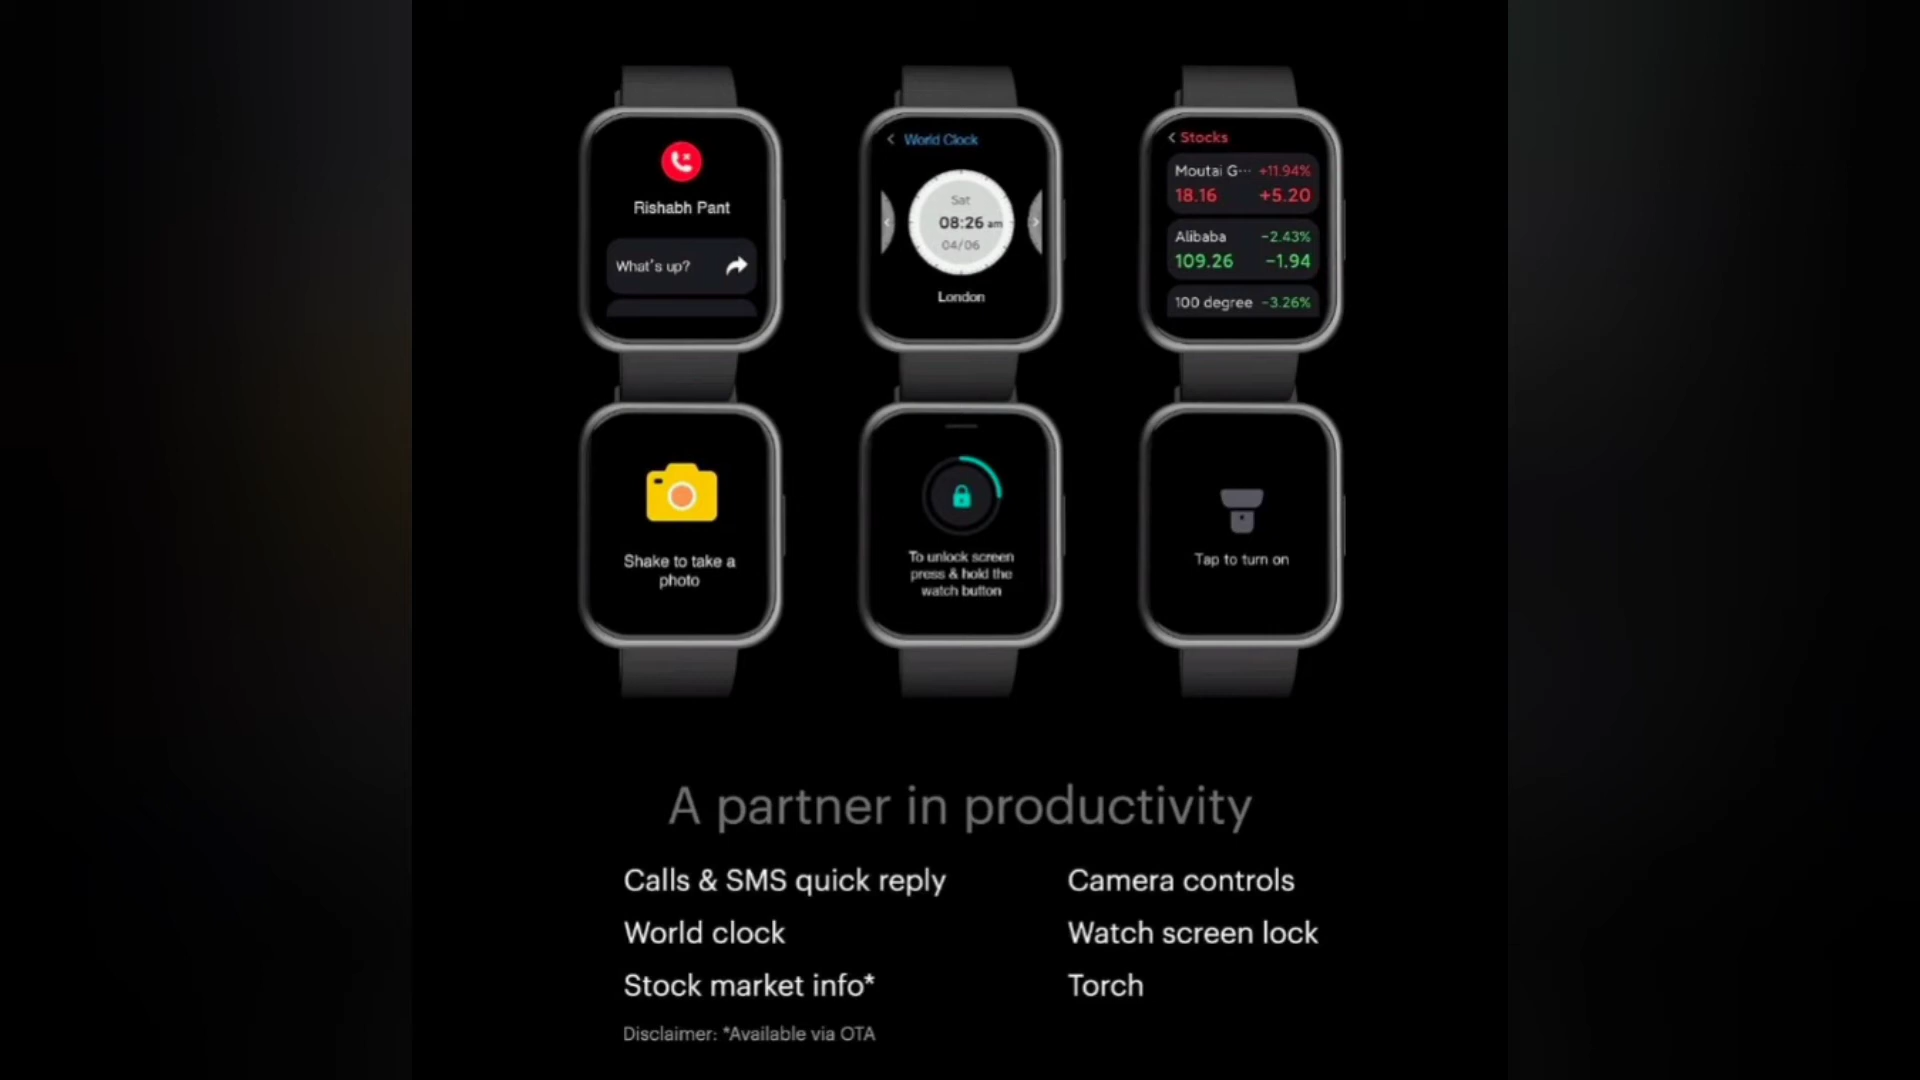 Rishabh Pant
What's up?
World Clock
Sat
08:26 am
04/06
London
Stocks
Moutai G··· +11.94%
18.16 +5.20
Alibaba -2.43%
109.26 -1.94
100 degree -3.26%
Shake to take a
photo
To unlock screen
press & hold the
watch button
Tap to turn on
A partner in productivity
Calls & SMS quick reply
World clock
Stock market info*
Camera controls
Watch screen lock
Torch
Disclaimer: *Available via OTA